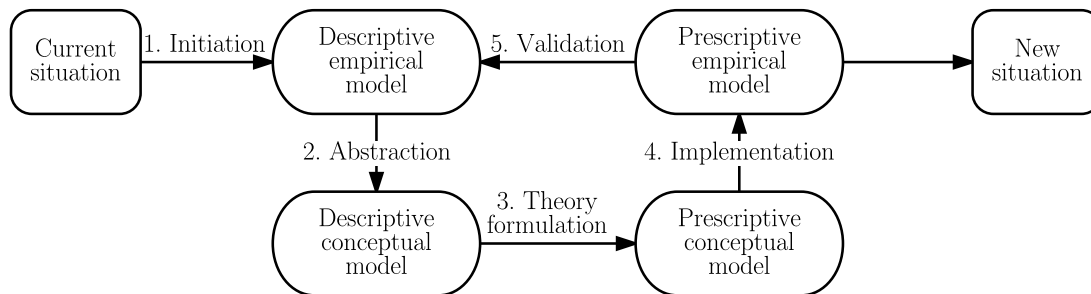 Current
situation
1. Initiation
Descriptive
empirical
model
5. Validation
Prescriptive
empirical
model
New
situation
2. Abstraction
4. Implementation
Descriptive
conceptual
model
3. Theory
formulation
Prescriptive
conceptual
model